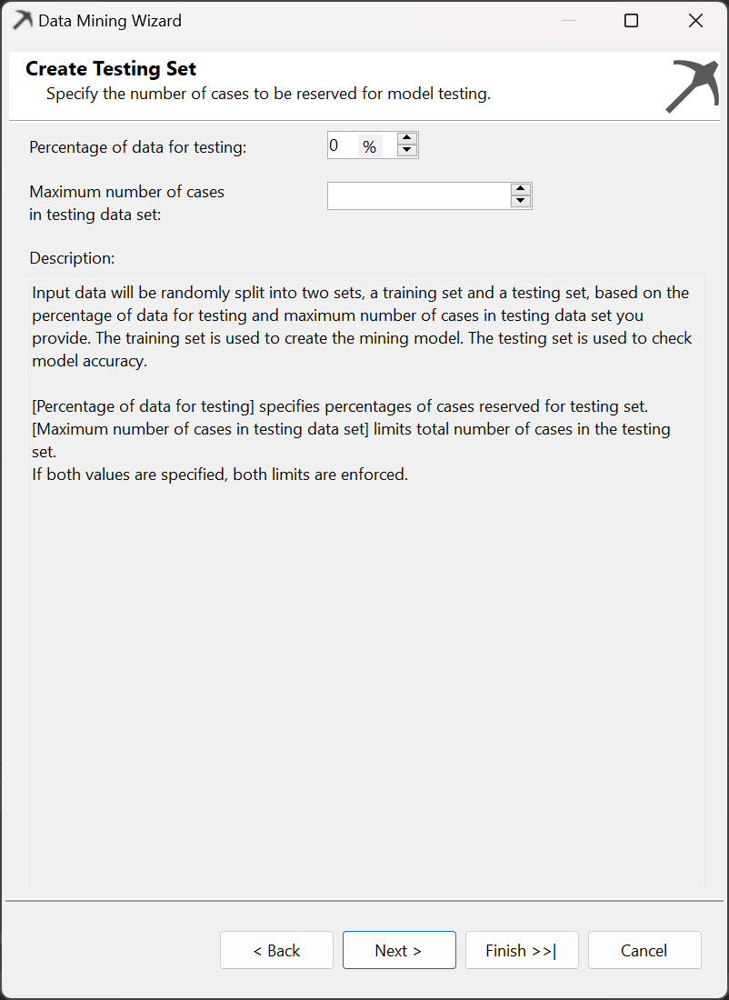 Data Mining Wizard
Create Testing Set
Specify the number of cases to be reserved for model testing.
Percentage of data for testing:
0 %
Maximum number of cases
in testing data set:
Description:
Input data will be randomly split into two sets, a training set and a testing set, based on the
percentage of data for testing and maximum number of cases in testing data set you
provide. The training set is used to create the mining model. The testing set is used to check
model accuracy.
[Percentage of data for testing] specifies percentages of cases reserved for testing set.
[Maximum number of cases in testing data set] limits total number of cases in the testing
set.
If both values are specified, both limits are enforced.
< Back
Next >
Finish >>|
Cancel